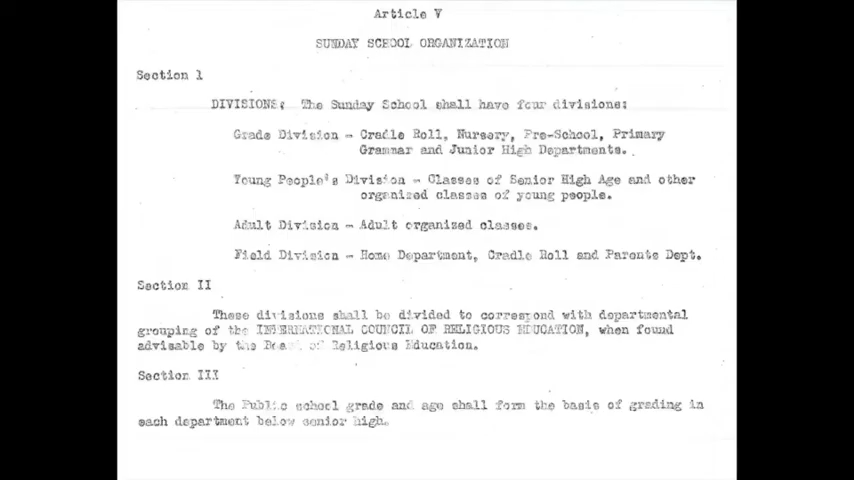 Article V
SUNDAY SCHOOL ORGANIZATION
Section 1
DIVISIONS: The Sunday School shall have four divisions:
Grade Division - Cradle Roll, Nursery, Pre-School, Primary
Grammar and Junior High Departments.
Young People's Division - Classes of Senior High Age and other
organized classes of young people.
Adult Division - Adult organized classes.
Field Division - Home Department, Cradle Roll and Parents Dept.
Section II
These divisions shall be divided to correspond with departmental
grouping of the INTERNATIONAL COUNCIL OF RELIGIOUS EDUCATION, when found
advisable by the Board of Religious Education.
Section III
The Public school grade and age shall form the basis of grading in
each department below senior high.